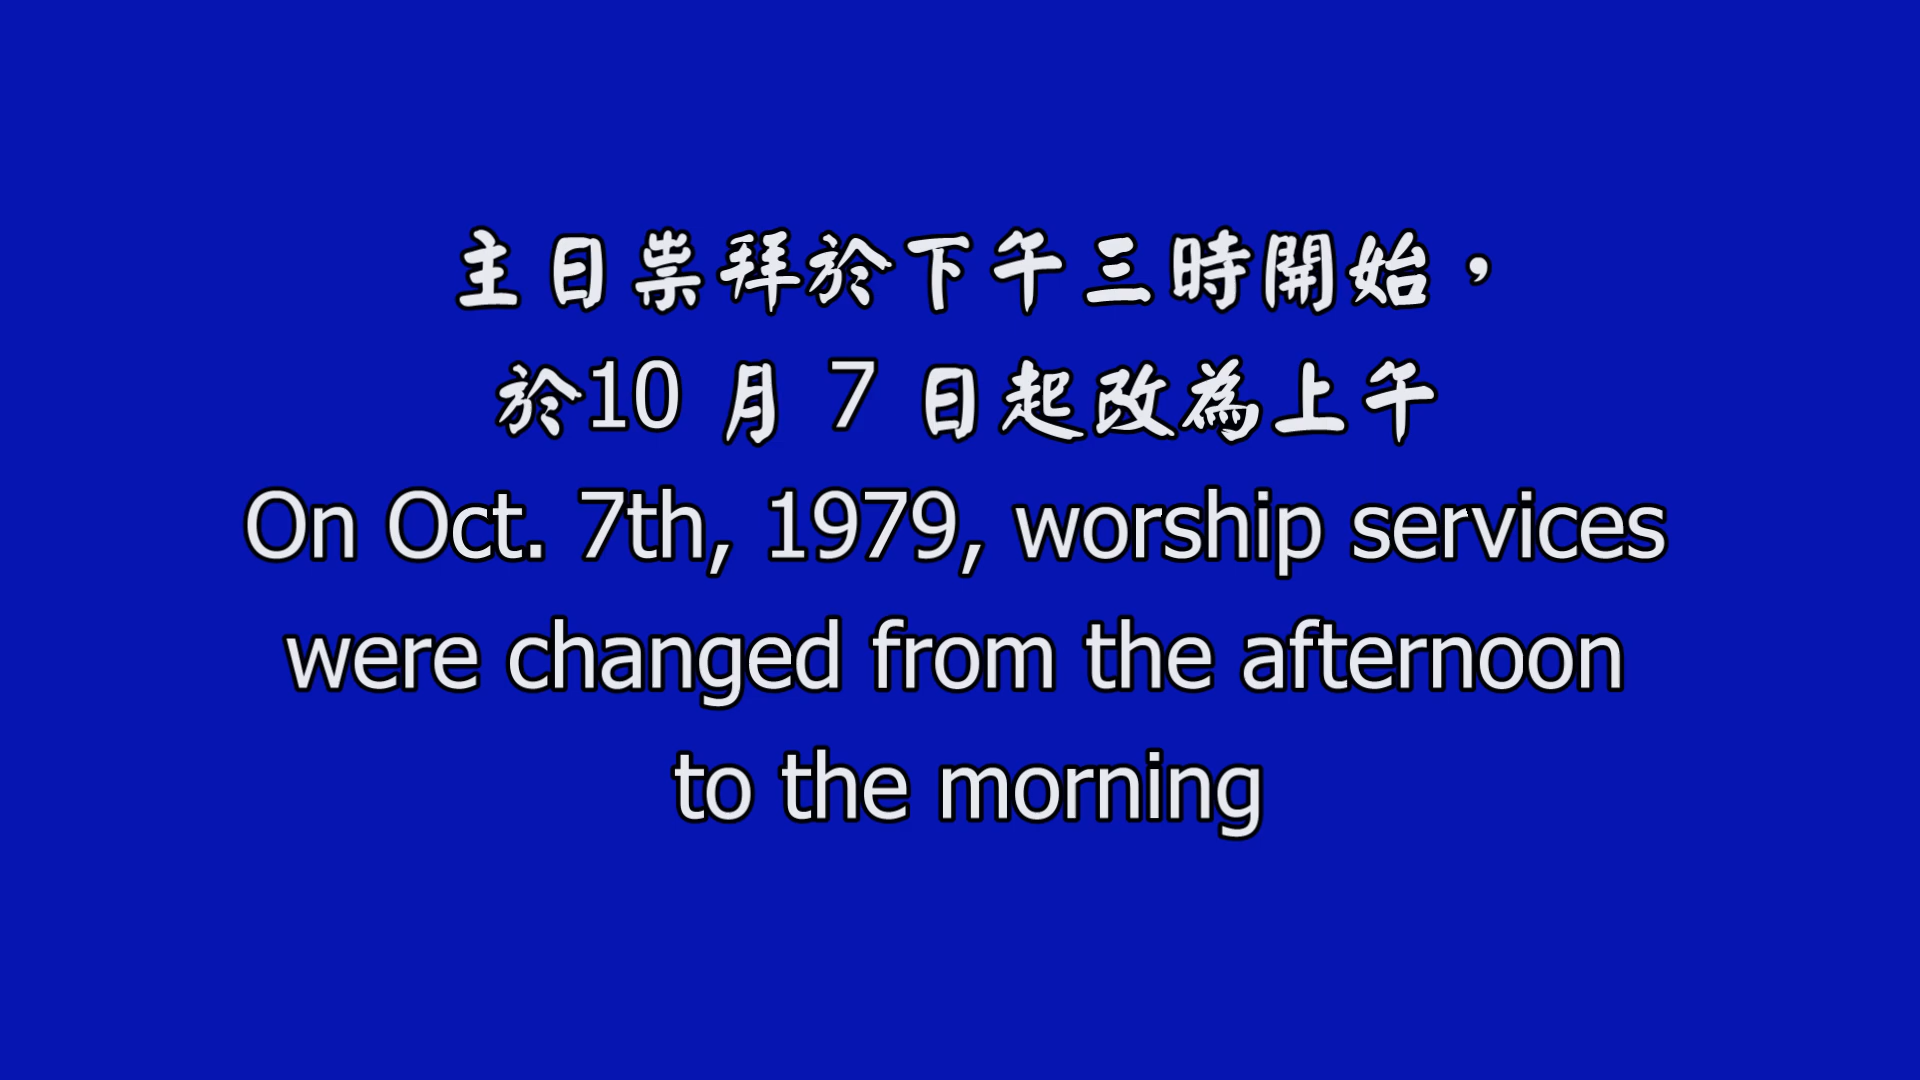 主日祟拜於下午三時開始，
於10 月 7 日起改為上午
On Oct. 7th, 1979, worship services
were changed from the afternoon
to the morning